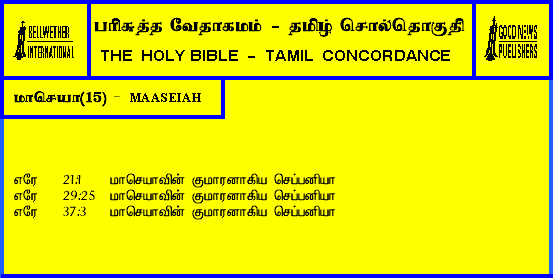 BELLWETHER
INTERNATIONAL
பரிசுத்த வேதாகமம் - தமிழ் சொல்தொகுதி
THE HOLY BIBLE - TAMIL CONCORDANCE
GOOD NEWS
PUBLISHERS
மாசெயா(15) - MAASEIAH
எரே 21:1 மாசெயாவின் குமாரனாகிய செப்பனியா
எரே 29:25 மாசெயாவின் குமாரனாகிய செப்பனியா
எரே 37:3 மாசெயாவின் குமாரனாகிய செப்பனியா